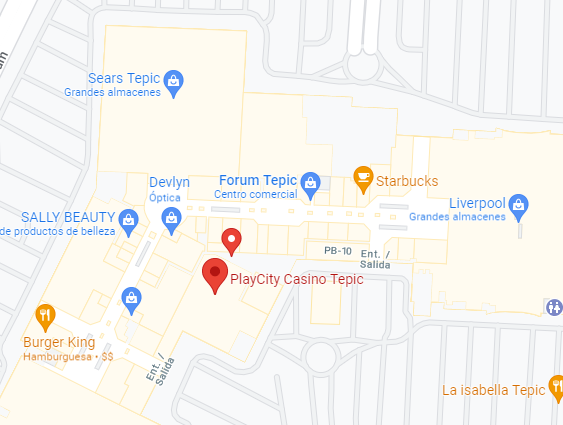 Sears Tepic
Grandes almacenes
Devlyn
Óptica
Forum Tepic
Centro comercial
Starbucks
Liverpool
Grandes almacenes
SALLY BEAUTY
de productos de belleza
PB-10
Ent. /
Salida
PlayCity Casino Tepic
Burger King
Hamburguesa • $$
Ent. /
Salida
La isabella Tepic